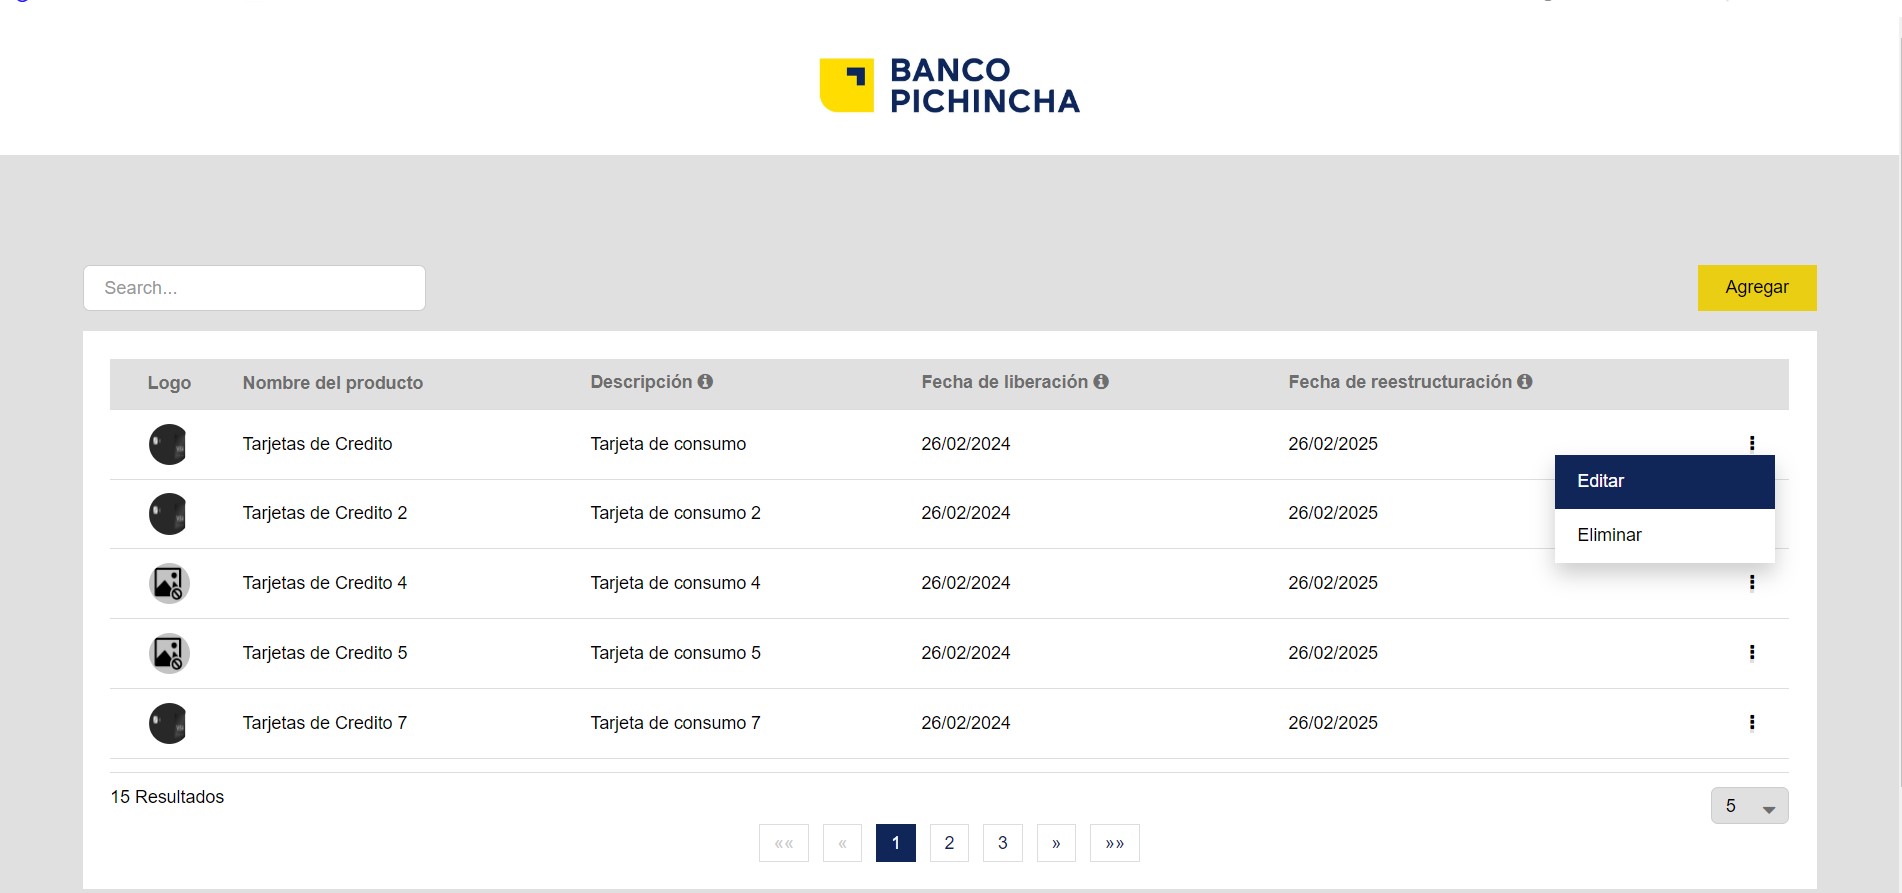 BANCO
PICHINCHA
Search...
Agregar
Logo Nombre del producto Descripción Fecha de liberación Fecha de reestructuración
Tarjetas de Credito Tarjeta de consumo 26/02/2024 26/02/2025
Editar
Tarjetas de Credito 2 Tarjeta de consumo 2 26/02/2024 26/02/2025
Eliminar
Tarjetas de Credito 4 Tarjeta de consumo 4 26/02/2024 26/02/2025
Tarjetas de Credito 5 Tarjeta de consumo 5 26/02/2024 26/02/2025
Tarjetas de Credito 7 Tarjeta de consumo 7 26/02/2024 26/02/2025
15 Resultados
5
«« « 1 2 3 » »»